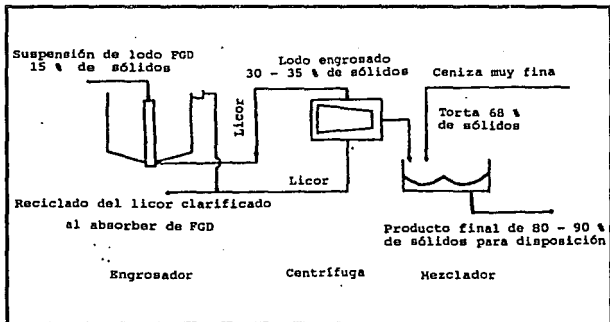 Suspensión de lodo FGD
15 % de sólidos
Lodo engrosado
30 - 35 % de sólidos
Ceniza muy fina
Licor
Torta 68 %
de sólidos
Licor
Reciclado del licor clarificado
al absorber de FGD
Producto final de 80 - 90 %
de sólidos para disposición
Engrosador
Centrífuga
Mezclador